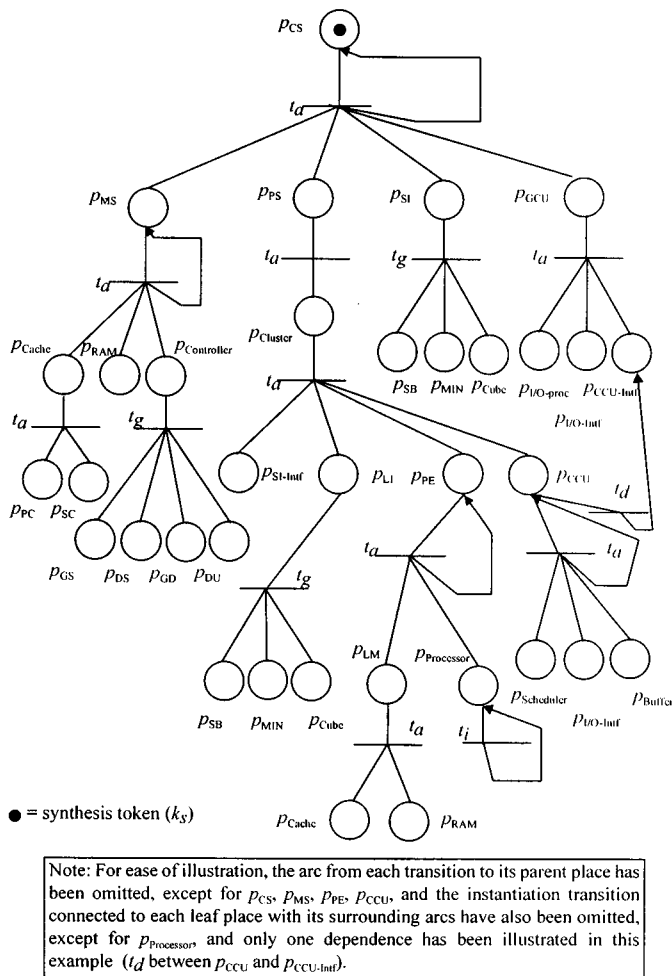 pCS
ta
pMS
pPS
pSI
pGCU
ta
ta
tg
ta
pCache
pRAM
pController
pCluster
pSB
pMIN
pCube
pI/O-proc
pCCU-Intf
pI/O-Intf
ta
tg
ta
pPC
pSC
pSI-Intf
pLI
pPE
pCCU
td
pGS
pDS
pGD
pDU
tg
ta
ta
pLM
pProcessor
pSB
pMIN
pCube
pScheduler
pI/O-Intf
pBuffer
ta
ti
pCache
pRAM
● = synthesis token (ks)
Note: For ease of illustration, the arc from each transition to its parent place has
been omitted, except for pCS, pMS, pPE, pCCU, and the instantiation transition
connected to each leaf place with its surrounding arcs have also been omitted,
except for pProcessor, and only one dependence has been illustrated in this
example (td between pCCU and pCCU-Intf).